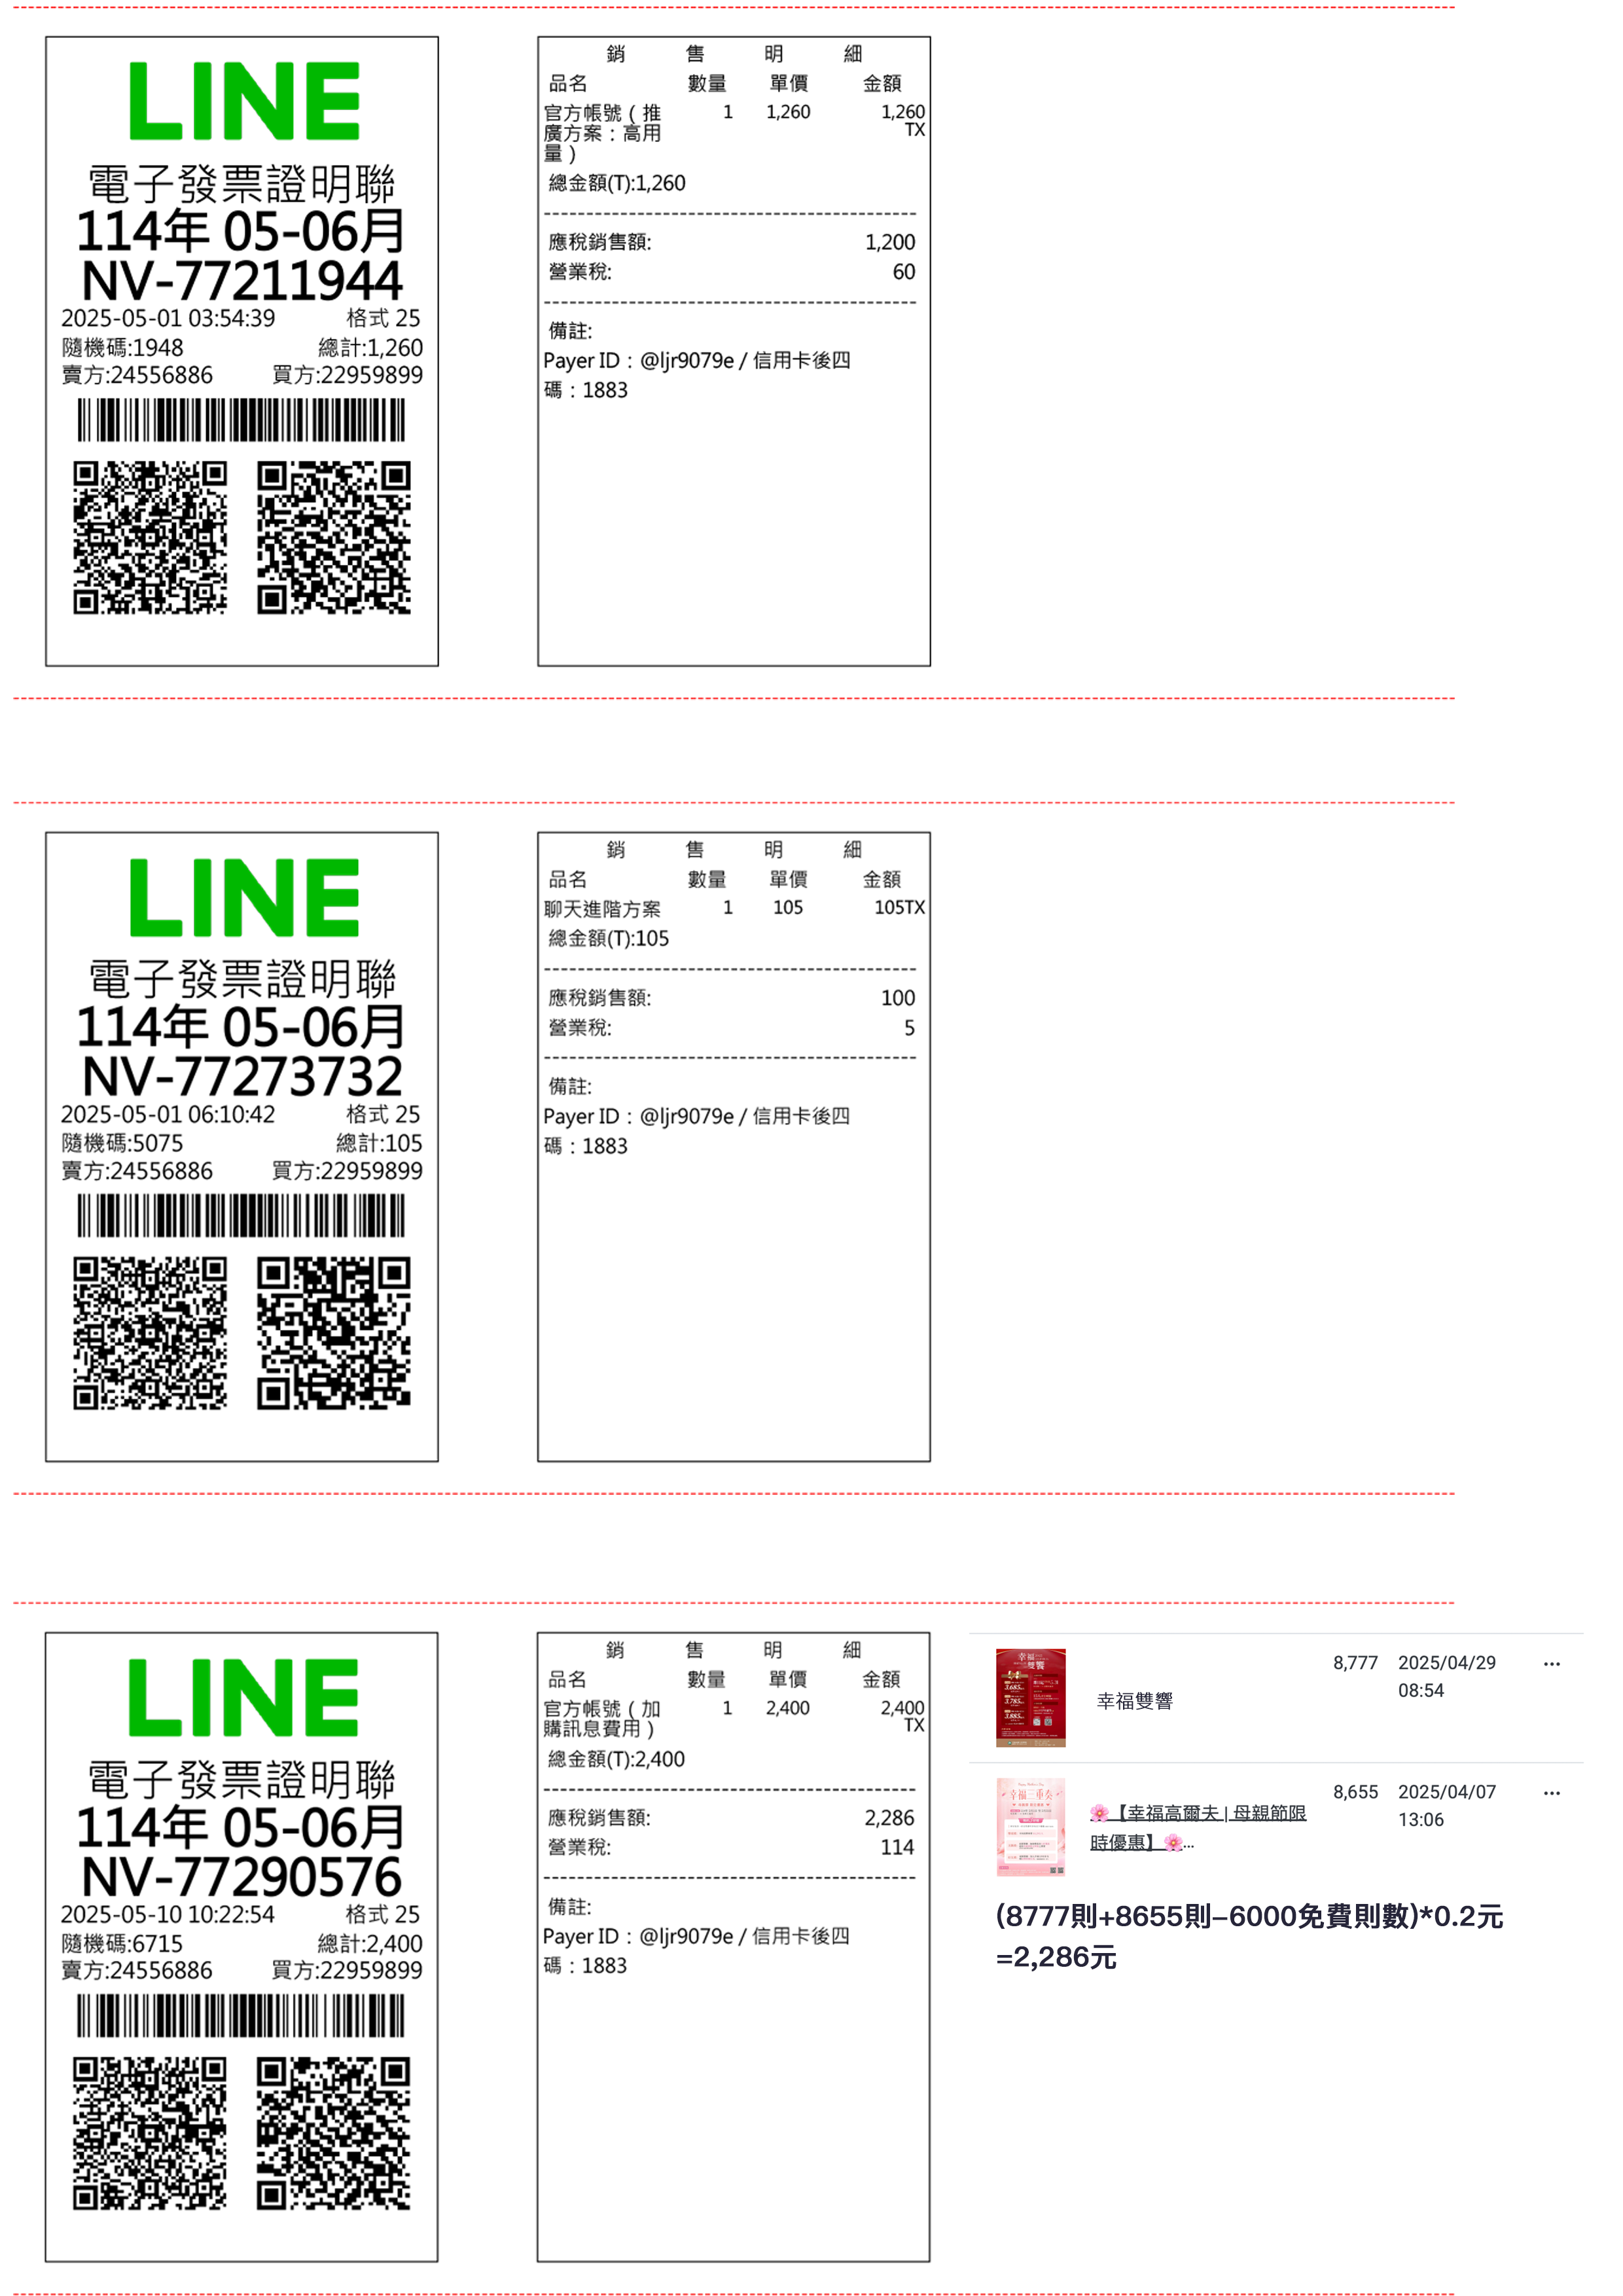 LINE
電子發票證明聯
114年 05-06月
NV-77211944
2025-05-01 03:54:39 格式 25
隨機碼:1948 總計:1,260
賣方:24556886 買方:22959899
銷 售 明 細
品名 數量 單價 金額
官方帳號（推 1 1,260 1,260
廣方案：高用 TX
量）
總金額(T):1,260
應稅銷售額: 1,200
營業稅: 60
備註:
Payer ID：@ljr9079e / 信用卡後四
碼：1883
LINE
電子發票證明聯
114年 05-06月
NV-77273732
2025-05-01 06:10:42 格式 25
隨機碼:5075 總計:105
賣方:24556886 買方:22959899
銷 售 明 細
品名 數量 單價 金額
聊天進階方案 1 105 105TX
總金額(T):105
應稅銷售額: 100
營業稅: 5
備註:
Payer ID：@ljr9079e / 信用卡後四
碼：1883
LINE
電子發票證明聯
114年 05-06月
NV-77290576
2025-05-10 10:22:54 格式 25
隨機碼:6715 總計:2,400
賣方:24556886 買方:22959899
銷 售 明 細
品名 數量 單價 金額
官方帳號（加 1 2,400 2,400
購訊息費用） TX
總金額(T):2,400
應稅銷售額: 2,286
營業稅: 114
備註:
Payer ID：@ljr9079e / 信用卡後四
碼：1883
幸福
雙響
3,685
3,785
3,885
幸福雙響
8,777 2025/04/29
08:54
幸福三重奏
🌸【幸福高爾夫 | 母親節限
時優惠】🌸...
8,655 2025/04/07
13:06
(8777則+8655則–6000免費則數)*0.2元
=2,286元